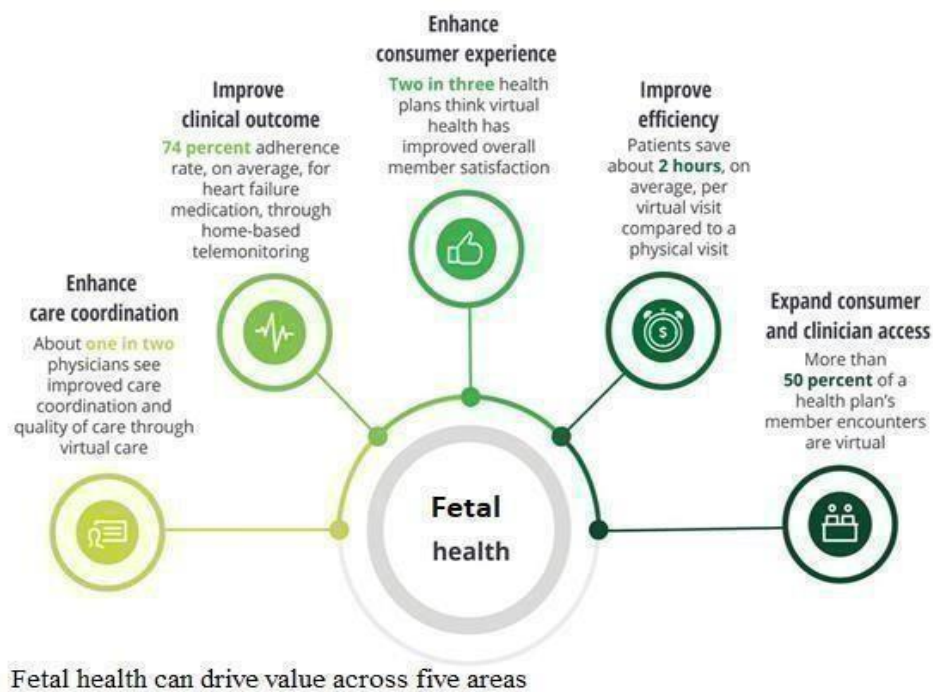 Enhance
consumer experience
Two in three health
plans think virtual
health has
improved overall
member satisfaction
Improve
clinical outcome
74 percent adherence
rate, on average, for
heart failure
medication, through
home-based
telemonitoring
Improve
efficiency
Patients save
about 2 hours, on
average, per
virtual visit
compared to a
physical visit
Enhance
care coordination
About one in two
physicians see
improved care
coordination and
quality of care through
virtual care
Expand consumer
and clinician access
More than
50 percent of a
health plan's
member encounters
are virtual
$
Fetal
health
Fetal health can drive value across five areas